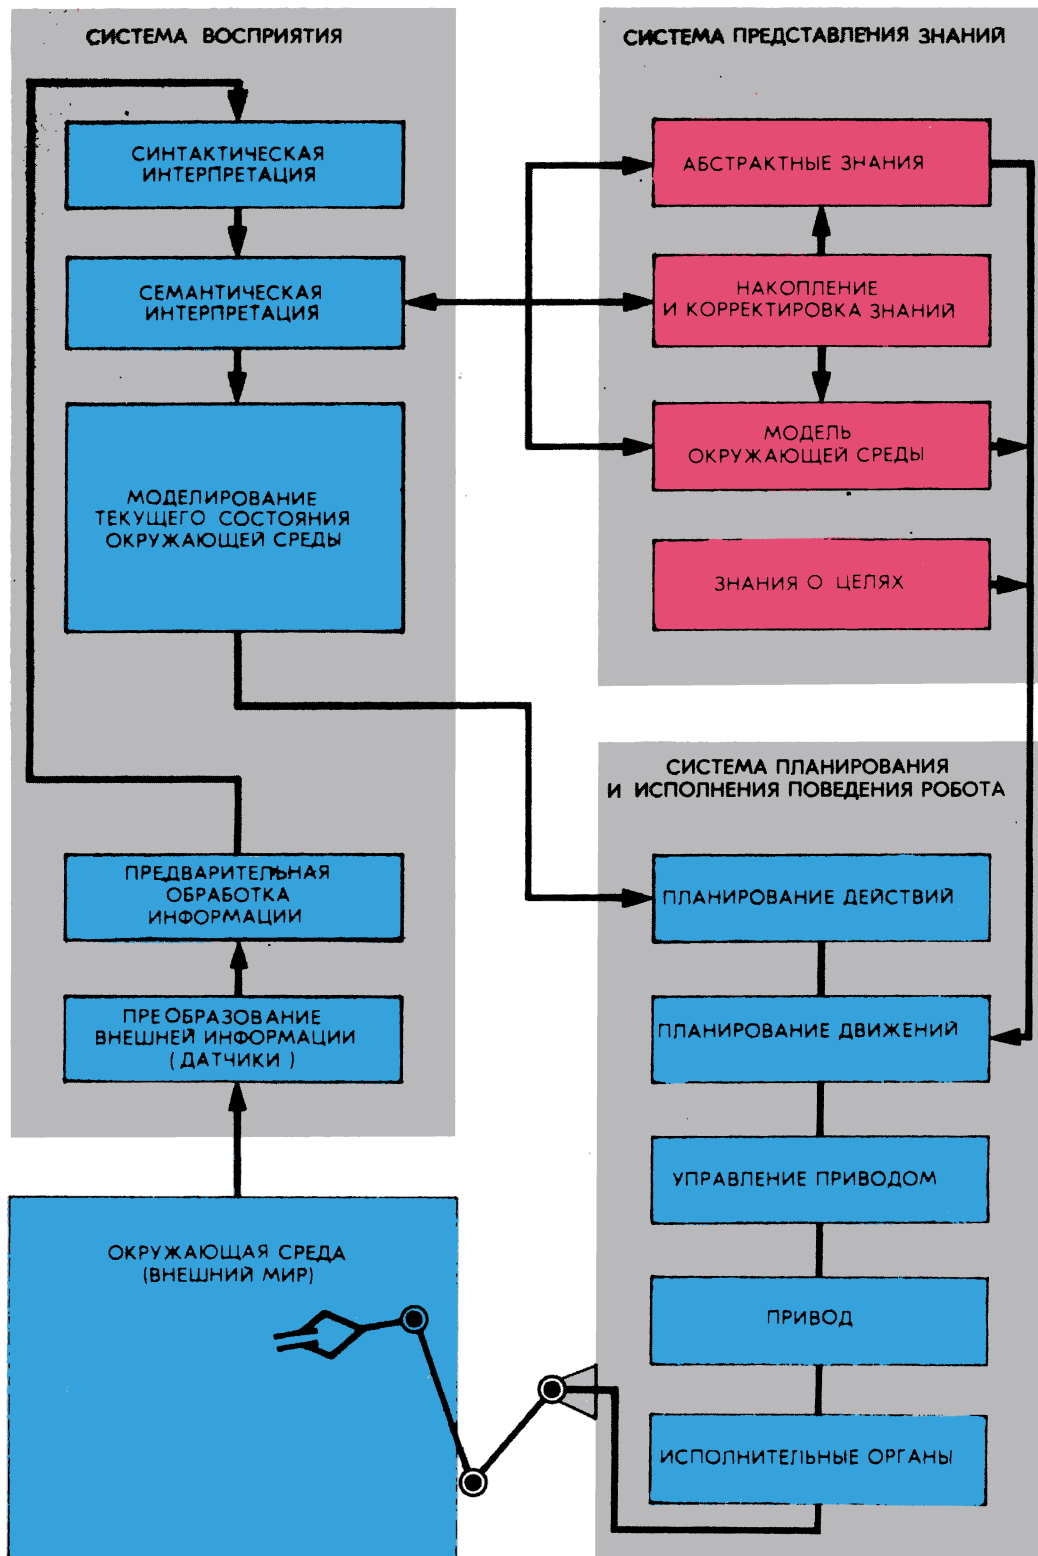 СИСТЕМА ВОСПРИЯТИЯ
СИНТАКТИЧЕСКАЯ
ИНТЕРПРЕТАЦИЯ
СЕМАНТИЧЕСКАЯ
ИНТЕРПРЕТАЦИЯ
МОДЕЛИРОВАНИЕ
ТЕКУЩЕГО СОСТОЯНИЯ
ОКРУЖАЮЩЕЙ СРЕДЫ
ПРЕДВАРИТЕЛЬНАЯ
ОБРАБОТКА
ИНФОРМАЦИИ
ПРЕОБРАЗОВАНИЕ
ВНЕШНЕЙ ИНФОРМАЦИИ
(ДАТЧИКИ)
ОКРУЖАЮЩАЯ СРЕДА
(ВНЕШНИЙ МИР)
СИСТЕМА ПРЕДСТАВЛЕНИЯ ЗНАНИЙ
АБСТРАКТНЫЕ ЗНАНИЯ
НАКОПЛЕНИЕ
И КОРРЕКТИРОВКА ЗНАНИЙ
МОДЕЛЬ
ОКРУЖАЮЩЕЙ СРЕДЫ
ЗНАНИЯ О ЦЕЛЯХ
СИСТЕМА ПЛАНИРОВАНИЯ
И ИСПОЛНЕНИЯ ПОВЕДЕНИЯ РОБОТА
ПЛАНИРОВАНИЕ ДЕЙСТВИЙ
ПЛАНИРОВАНИЕ ДВИЖЕНИЙ
УПРАВЛЕНИЕ ПРИВОДОМ
ПРИВОД
ИСПОЛНИТЕЛЬНЫЕ ОРГАНЫ